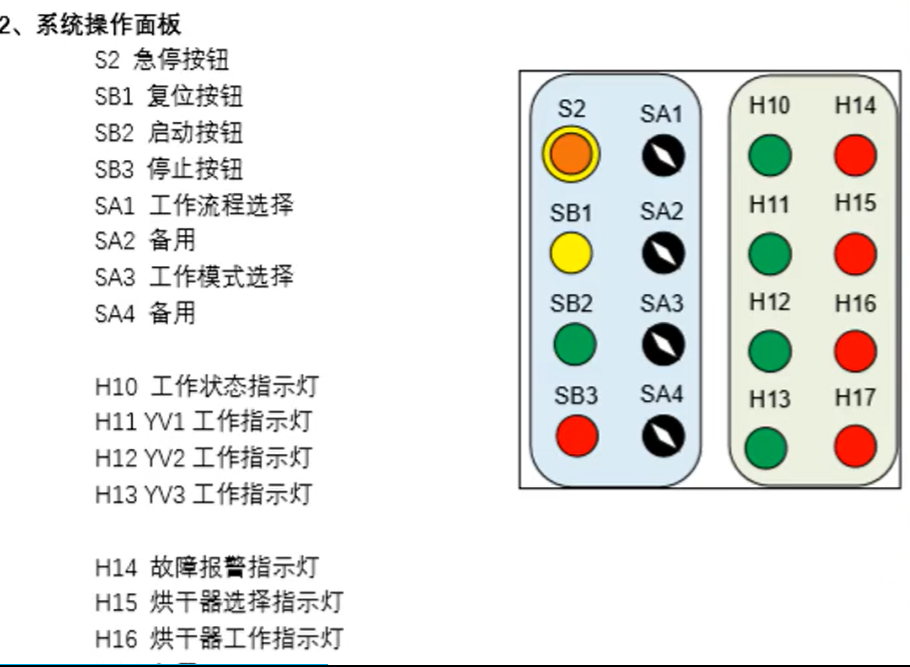 2、系统操作面板
S2 急停按钮
SB1 复位按钮
SB2 启动按钮
SB3 停止按钮
SA1 工作流程选择
SA2 备用
SA3 工作模式选择
SA4 备用
H10 工作状态指示灯
H11 YV1 工作指示灯
H12 YV2 工作指示灯
H13 YV3 工作指示灯
H14 故障报警指示灯
H15 烘干器选择指示灯
H16 烘干器工作指示灯
S2 SA1 H10 H14
SB1 SA2 H11 H15
SB2 SA3 H12 H16
SB3 SA4 H13 H17